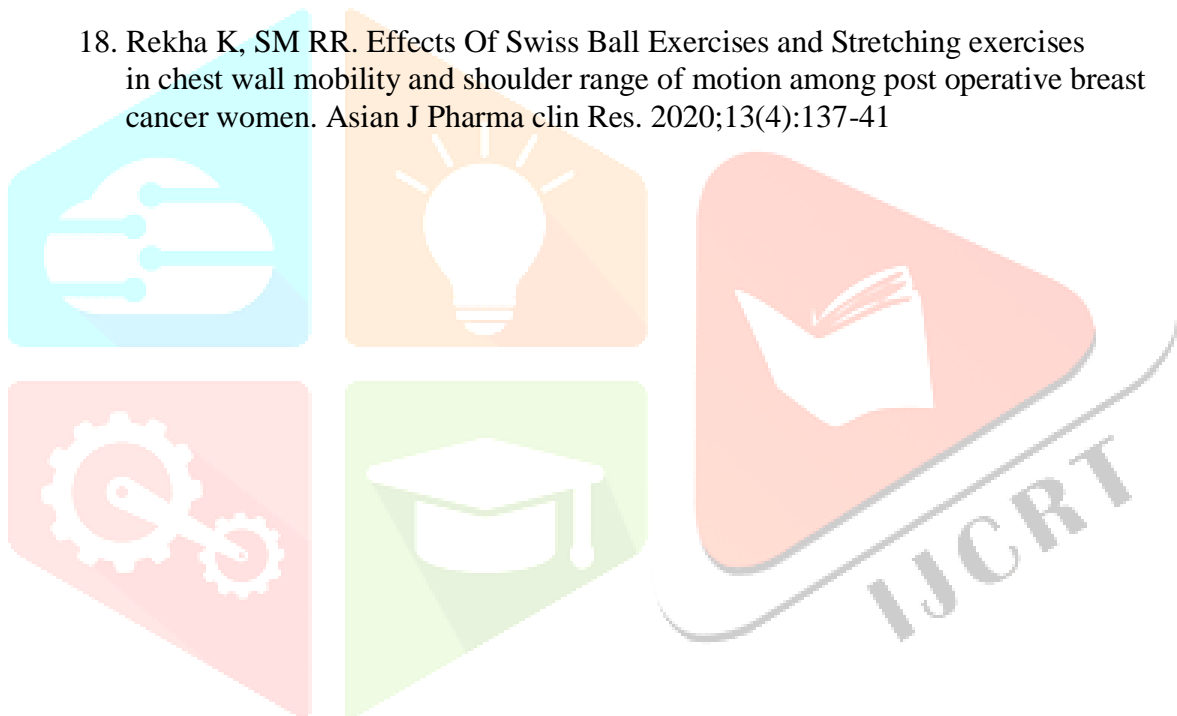 18. Rekha K, SM RR. Effects Of Swiss Ball Exercises and Stretching exercises
in chest wall mobility and shoulder range of motion among post operative breast
cancer women. Asian J Pharma clin Res. 2020;13(4):137-41
IJCRT